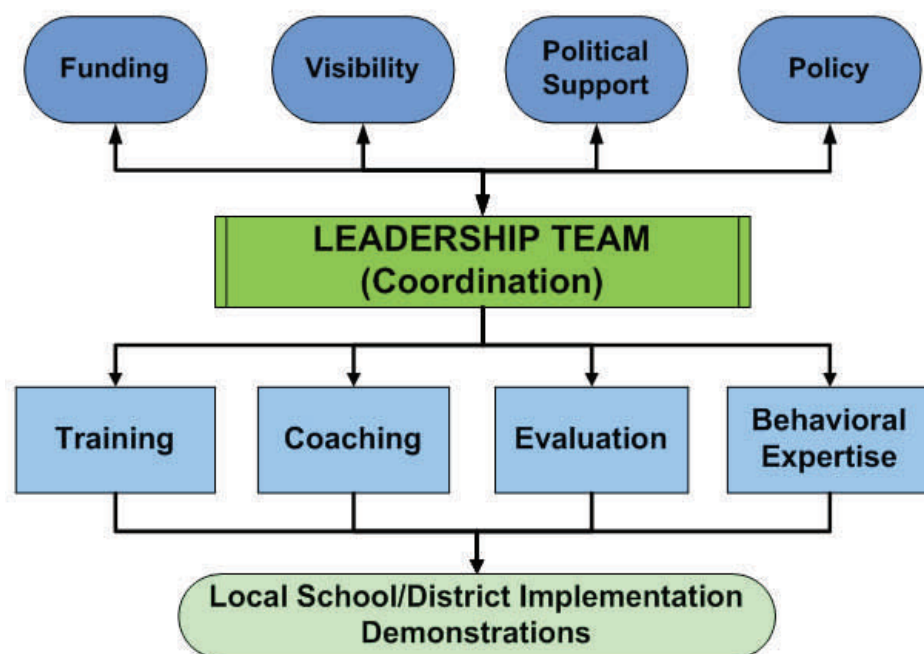 Funding
Visibility
Political
Support
Policy
LEADERSHIP TEAM
(Coordination)
Training
Coaching
Evaluation
Behavioral
Expertise
Local School/District Implementation
Demonstrations